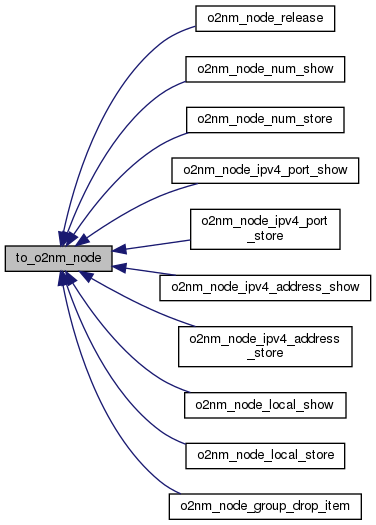 o2nm_node_release
o2nm_node_num_show
o2nm_node_num_store
o2nm_node_ipv4_port_show
o2nm_node_ipv4_port
_store
to_o2nm_node
o2nm_node_ipv4_address_show
o2nm_node_ipv4_address
_store
o2nm_node_local_show
o2nm_node_local_store
o2nm_node_group_drop_item